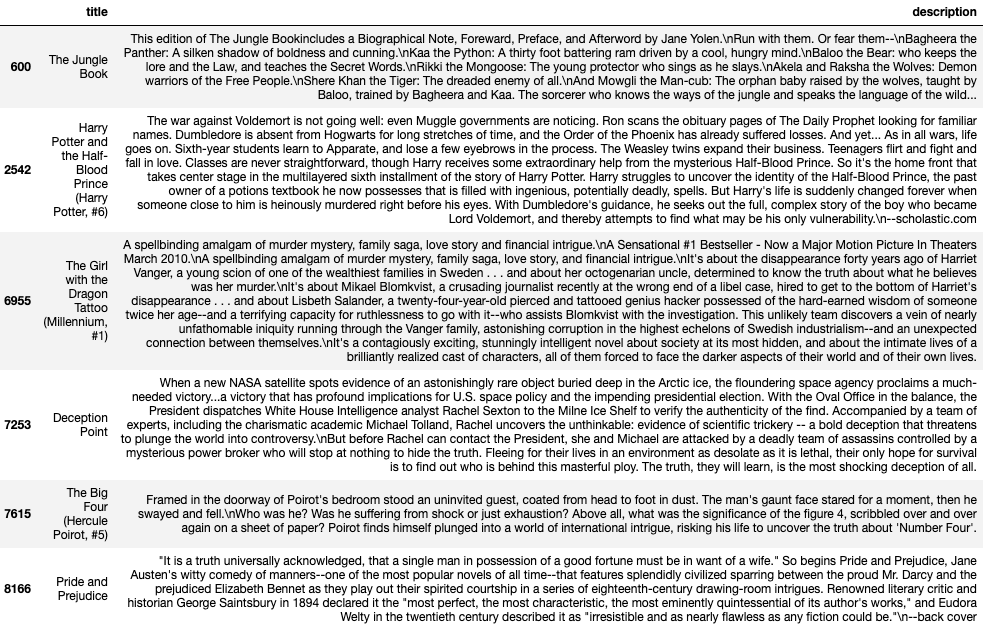 title description
This edition of The Jungle Bookincludes a Biographical Note, Foreward, Preface, and Afterword by Jane Yolen.\nRun with them. Or fear them--\nBagheera the
Panther: A silken shadow of boldness and cunning.\nKaa the Python: A thirty foot battering ram driven by a cool, hungry mind.\nBaloo the Bear: who keeps the
600 The Jungle lore and the Law, and teaches the Secret Words.\nRikki the Mongoose: The young protector who sings as he slays.\nAkela and Raksha the Wolves: Demon
Book warriors of the Free People.\nShere Khan the Tiger: The dreaded enemy of all.\nAnd Mowgli the Man-cub: The orphan baby raised by the wolves, taught by
Baloo, trained by Bagheera and Kaa. The sorcerer who knows the ways of the jungle and speaks the language of the wild...
2542
Harry
Potter and
the Half-
Blood
Prince
(Harry
Potter, #6)
The war against Voldemort is not going well: even Muggle governments are noticing. Ron scans the obituary pages of The Daily Prophet looking for familiar
names. Dumbledore is absent from Hogwarts for long stretches of time, and the Order of the Phoenix has already suffered losses. And yet... As in all wars, life
goes on. Sixth-year students learn to Apparate, and lose a few eyebrows in the process. The Weasley twins expand their business. Teenagers flirt and fight and
fall in love. Classes are never straightforward, though Harry receives some extraordinary help from the mysterious Half-Blood Prince. So it's the home front that
takes center stage in the multilayered sixth installment of the story of Harry Potter. Harry struggles to uncover the identity of the Half-Blood Prince, the past
owner of a potions textbook he now possesses that is filled with ingenious, potentially deadly, spells. But Harry's life is suddenly changed forever when
someone close to him is heinously murdered right before his eyes. With Dumbledore's guidance, he seeks out the full, complex story of the boy who became
Lord Voldemort, and thereby attempts to find what may be his only vulnerability.\n--scholastic.com
6955
The Girl
with the
Dragon
Tattoo
(Millennium,
#1)
A spellbinding amalgam of murder mystery, family saga, love story and financial intrigue.\nA Sensational #1 Bestseller - Now a Major Motion Picture In Theaters
March 2010.\nA spellbinding amalgam of murder mystery, family saga, love story, and financial intrigue.\nIt's about the disappearance forty years ago of Harriet
Vanger, a young scion of one of the wealthiest families in Sweden . . . and about her octogenarian uncle, determined to know the truth about what he believes
was her murder.\nIt's about Mikael Blomkvist, a crusading journalist recently at the wrong end of a libel case, hired to get to the bottom of Harriet's
disappearance . . . and about Lisbeth Salander, a twenty-four-year-old pierced and tattooed genius hacker possessed of the hard-earned wisdom of someone
twice her age--and a terrifying capacity for ruthlessness to go with it--who assists Blomkvist with the investigation. This unlikely team discovers a vein of nearly
unfathomable iniquity running through the Vanger family, astonishing corruption in the highest echelons of Swedish industrialism--and an unexpected
connection between themselves.\nIt's a contagiously exciting, stunningly intelligent novel about society at its most hidden, and about the intimate lives of a
brilliantly realized cast of characters, all of them forced to face the darker aspects of their world and of their own lives.
7253
Deception
Point
When a new NASA satellite spots evidence of an astonishingly rare object buried deep in the Arctic ice, the floundering space agency proclaims a much-
needed victory...a victory that has profound implications for U.S. space policy and the impending presidential election. With the Oval Office in the balance, the
President dispatches White House Intelligence analyst Rachel Sexton to the Milne Ice Shelf to verify the authenticity of the find. Accompanied by a team of
experts, including the charismatic academic Michael Tolland, Rachel uncovers the unthinkable: evidence of scientific trickery -- a bold deception that threatens
to plunge the world into controversy.\nBut before Rachel can contact the President, she and Michael are attacked by a deadly team of assassins controlled by a
mysterious power broker who will stop at nothing to hide the truth. Fleeing for their lives in an environment as desolate as it is lethal, their only hope for survival
is to find out who is behind this masterful ploy. The truth, they will learn, is the most shocking deception of all.
7615
The Big
Four
(Hercule
Poirot, #5)
Framed in the doorway of Poirot's bedroom stood an uninvited guest, coated from head to foot in dust. The man's gaunt face stared for a moment, then he
swayed and fell.\nWho was he? Was he suffering from shock or just exhaustion? Above all, what was the significance of the figure 4, scribbled over and over
again on a sheet of paper? Poirot finds himself plunged into a world of international intrigue, risking his life to uncover the truth about 'Number Four'.
8166
Pride and
Prejudice
"It is a truth universally acknowledged, that a single man in possession of a good fortune must be in want of a wife." So begins Pride and Prejudice, Jane
Austen's witty comedy of manners--one of the most popular novels of all time--that features splendidly civilized sparring between the proud Mr. Darcy and the
prejudiced Elizabeth Bennet as they play out their spirited courtship in a series of eighteenth-century drawing-room intrigues. Renowned literary critic and
historian George Saintsbury in 1894 declared it the "most perfect, the most characteristic, the most eminently quintessential of its author's works," and Eudora
Welty in the twentieth century described it as "irresistible and as nearly flawless as any fiction could be."\n--back cover